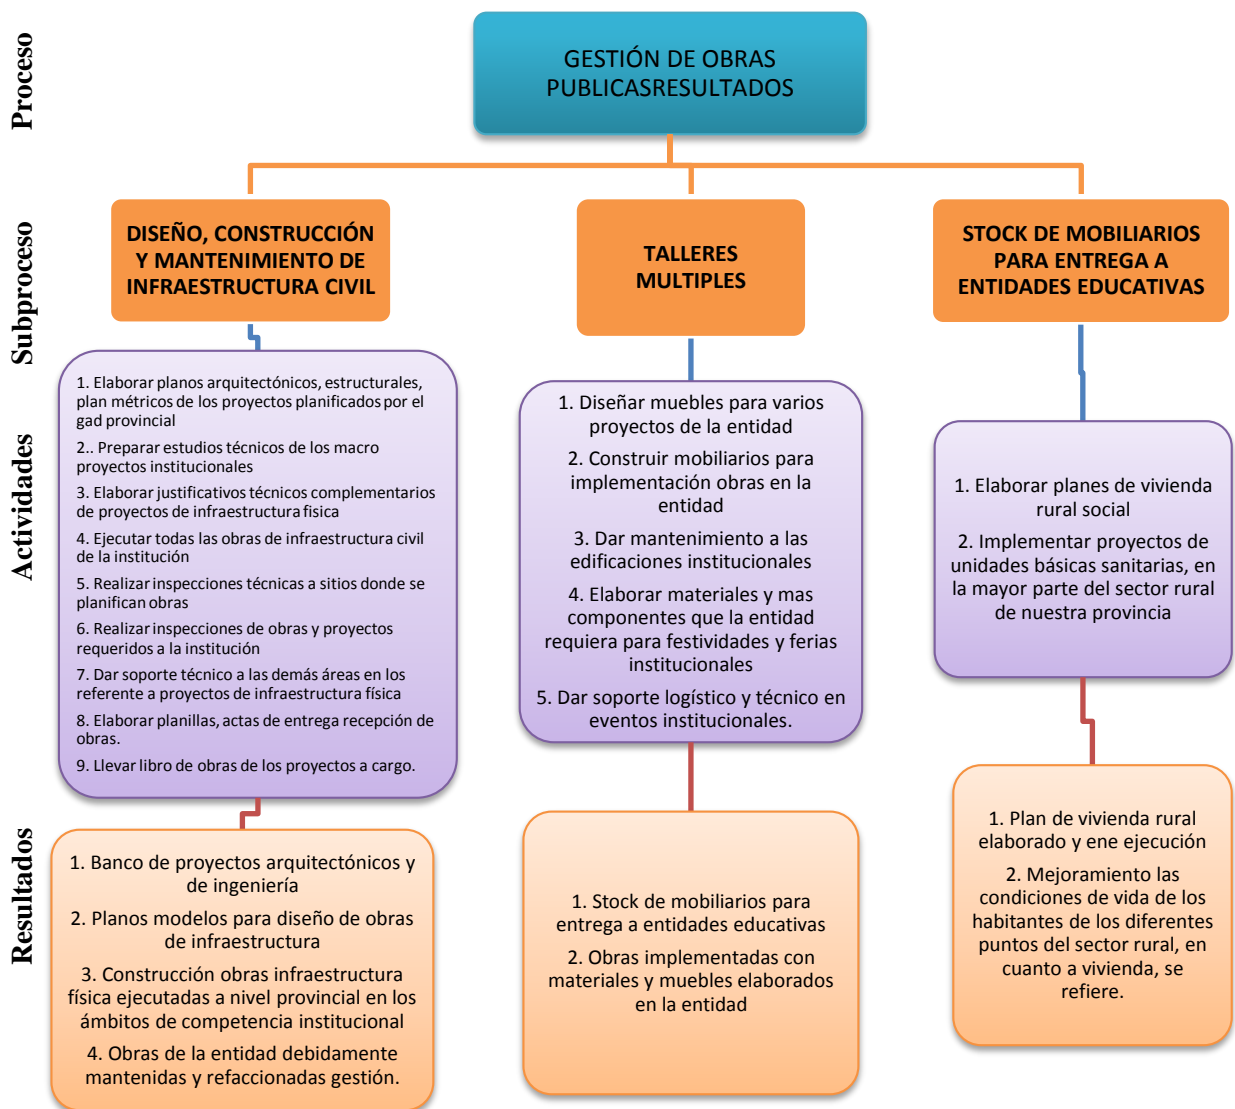 Proceso
GESTIÓN DE OBRAS
PUBLICASRESULTADOS
Subproceso
DISEÑO, CONSTRUCCIÓN
Y MANTENIMIENTO DE
INFRAESTRUCTURA CIVIL
TALLERES
MULTIPLES
STOCK DE MOBILIARIOS
PARA ENTREGA A
ENTIDADES EDUCATIVAS
Actividades
1. Elaborar planos arquitectónicos, estructurales,
plan métricos de los proyectos planificados por el
gad provincial
2.. Preparar estudios técnicos de los macro
proyectos institucionales
3. Elaborar justificativos técnicos complementarios
de proyectos de infraestructura fisica
4. Ejecutar todas las obras de infraestructura civil
de la institución
5. Realizar inspecciones técnicas a sitios donde se
planifican obras
6. Realizar inspecciones de obras y proyectos
requeridos a la institución
7. Dar soporte técnico a las demás áreas en los
referente a proyectos de infraestructura física
8. Elaborar planillas, actas de entrega recepción de
obras.
9. Llevar libro de obras de los proyectos a cargo.
1. Diseñar muebles para varios
proyectos de la entidad
2. Construir mobiliarios para
implementación obras en la
entidad
3. Dar mantenimiento a las
edificaciones institucionales
4. Elaborar materiales y mas
componentes que la entidad
requiera para festividades y ferias
institucionales
5. Dar soporte logístico y técnico en
eventos institucionales.
1. Elaborar planes de vivienda
rural social
2. Implementar proyectos de
unidades básicas sanitarias, en
la mayor parte del sector rural
de nuestra provincia
Resultados
1. Banco de proyectos arquitectónicos y
de ingeniería
2. Planos modelos para diseño de obras
de infraestructura
3. Construcción obras infraestructura
física ejecutadas a nivel provincial en los
ámbitos de competencia institucional
4. Obras de la entidad debidamente
mantenidas y refaccionadas gestión.
1. Stock de mobiliarios para
entrega a entidades educativas
2. Obras implementadas con
materiales y muebles elaborados
en la entidad
1. Plan de vivienda rural
elaborado y ene ejecución
2. Mejoramiento las
condiciones de vida de los
habitantes de los diferentes
puntos del sector rural, en
cuanto a vivienda, se
refiere.